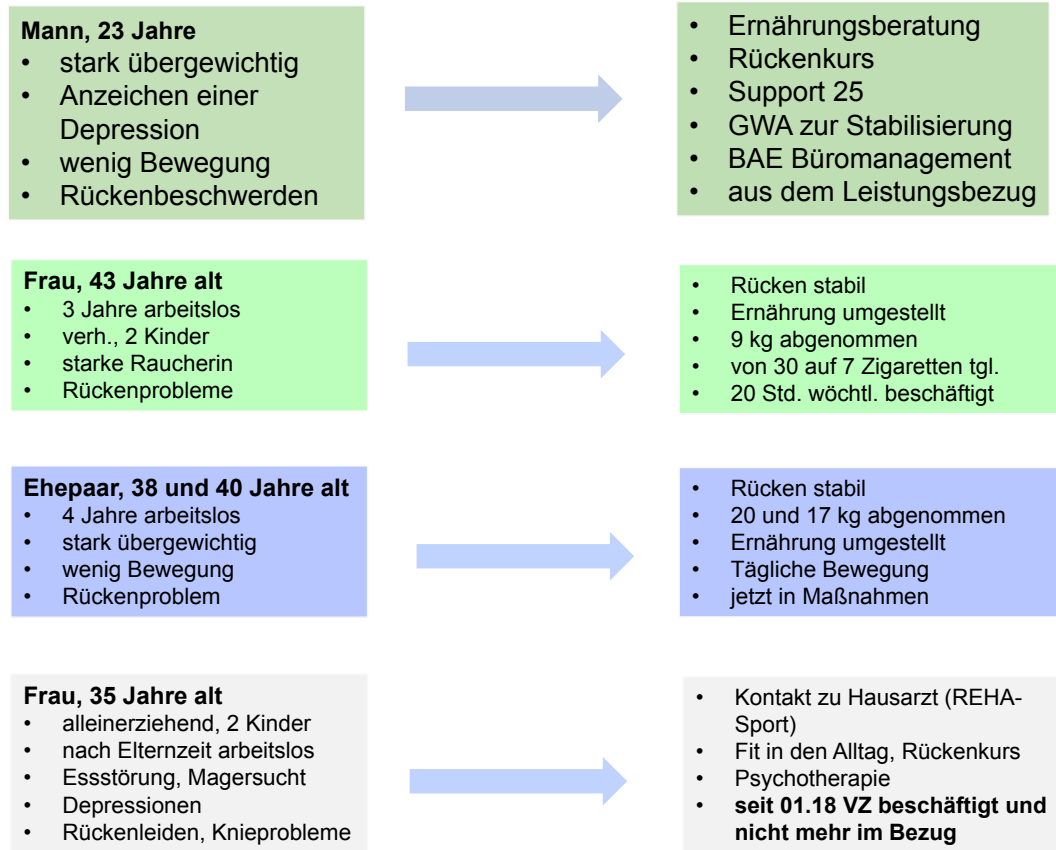 Mann, 23 Jahre
• stark übergewichtig
• Anzeichen einer
Depression
• wenig Bewegung
• Rückenbeschwerden
• Ernährungsberatung
• Rückenkurs
• Support 25
• GWA zur Stabilisierung
• BAE Büromanagement
• aus dem Leistungsbezug
Frau, 43 Jahre alt
• 3 Jahre arbeitslos
• verh., 2 Kinder
• starke Raucherin
• Rückenprobleme
• Rücken stabil
• Ernährung umgestellt
• 9 kg abgenommen
• von 30 auf 7 Zigaretten tgl.
• 20 Std. wöchtl. beschäftigt
Ehepaar, 38 und 40 Jahre alt
• 4 Jahre arbeitslos
• stark übergewichtig
• wenig Bewegung
• Rückenproblem
• Rücken stabil
• 20 und 17 kg abgenommen
• Ernährung umgestellt
• Tägliche Bewegung
• jetzt in Maßnahmen
Frau, 35 Jahre alt
• alleinerziehend, 2 Kinder
• nach Elternzeit arbeitslos
• Essstörung, Magersucht
• Depressionen
• Rückenleiden, Knieprobleme
• Kontakt zu Hausarzt (REHA-
Sport)
• Fit in den Alltag, Rückenkurs
• Psychotherapie
• seit 01.18 VZ beschäftigt und
nicht mehr im Bezug